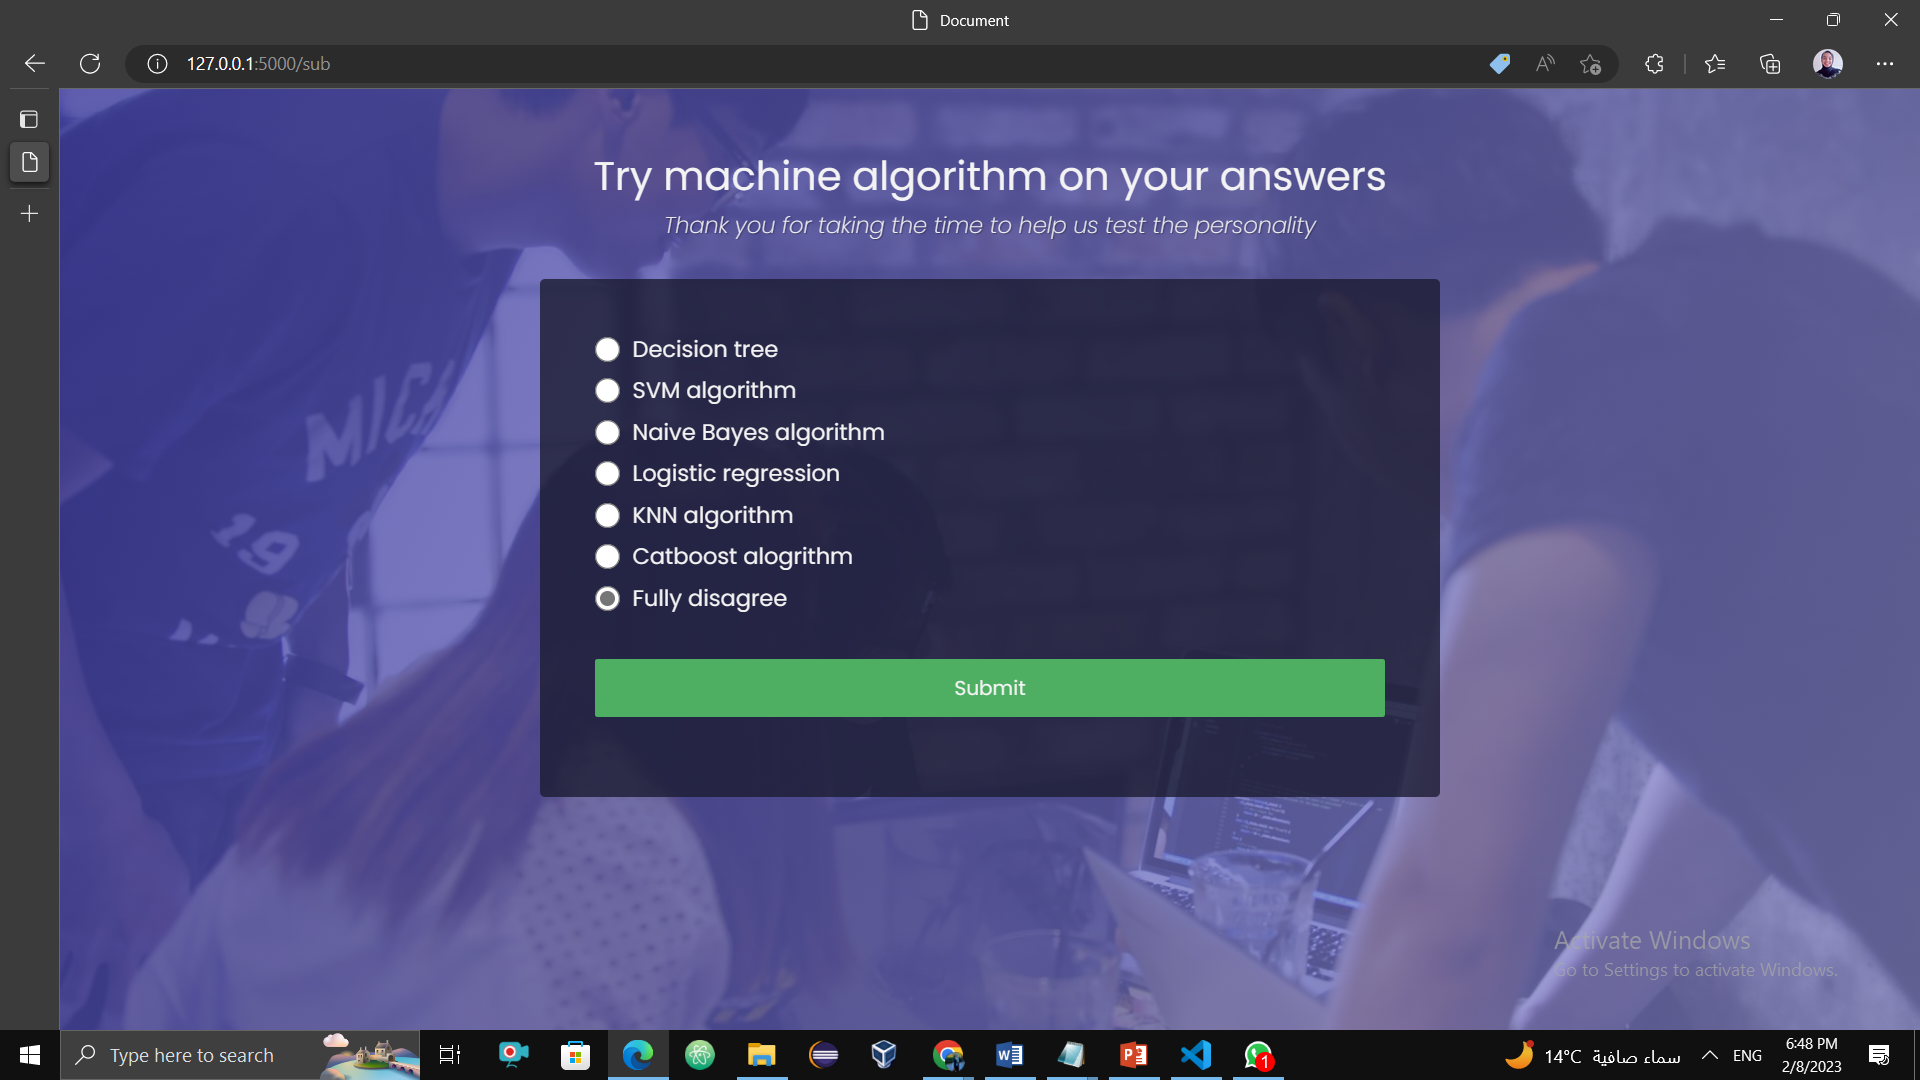 Document
127.0.0.1:5000/sub
Try machine algorithm on your answers
Thank you for taking the time to help us test the personality
MICH
19
Decision tree
SVM algorithm
Naive Bayes algorithm
Logistic regression
KNN algorithm
Catboost alogrithm
Fully disagree
Submit
Activate Windows
Go to Settings to activate Windows.
Type here to search
1
14°C سماء صافية
ENG
6:48 PM
2/8/2023